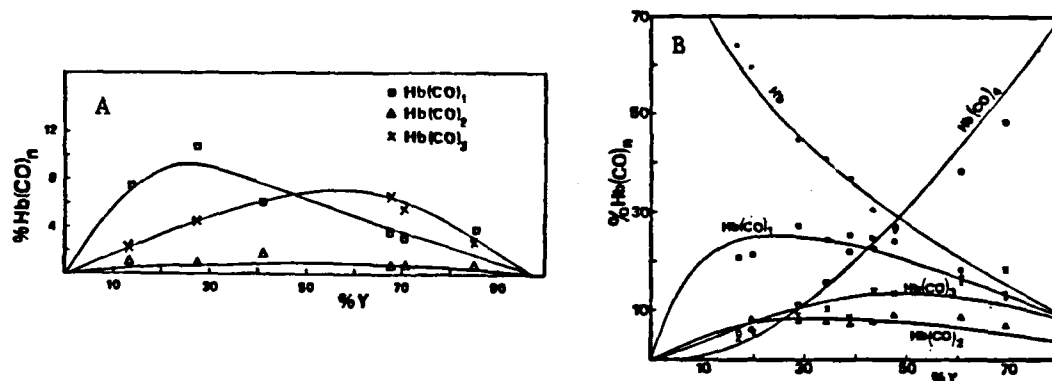 A
%Hb(CO)n
12
8
4
■ Hb(CO)1
▲ Hb(CO)2
x Hb(CO)3
10 30 50 70 90
%Y
B
%Hb(CO)n
70
50
30
10
Hb
Hb(CO)4
Hb(CO)1
Hb(CO)3
Hb(CO)2
10 30 50 70
%Y